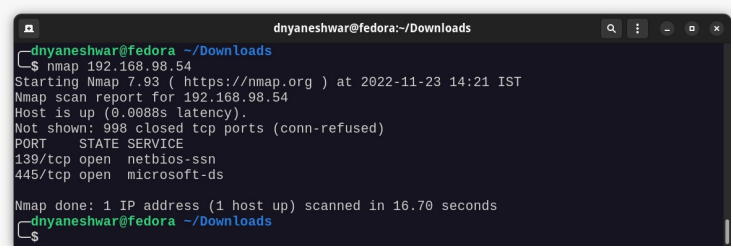 dnyaneshwar@fedora:~/Downloads
dnyaneshwar@fedora ~/Downloads
$ nmap 192.168.98.54
Starting Nmap 7.93 ( https://nmap.org ) at 2022-11-23 14:21 IST
Nmap scan report for 192.168.98.54
Host is up (0.0088s latency).
Not shown: 998 closed tcp ports (conn-refused)
PORT    STATE SERVICE
139/tcp open  netbios-ssn
445/tcp open  microsoft-ds
Nmap done: 1 IP address (1 host up) scanned in 16.70 seconds
dnyaneshwar@fedora ~/Downloads
$